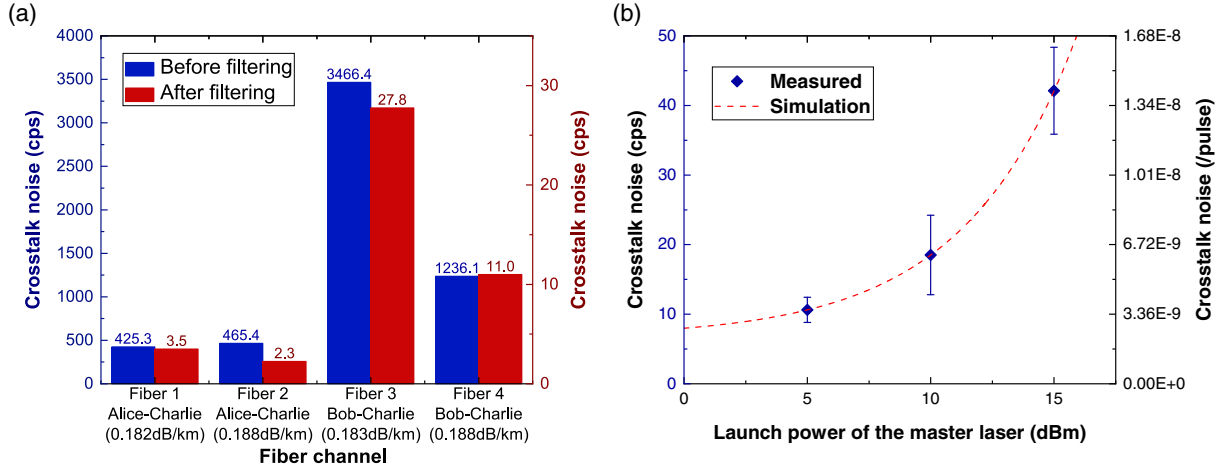 (a)
4000
3500
3000
2500
2000
1500
1000
500
0
Crosstalk noise (cps)
Before filtering
After filtering
425.3
3.5
465.4
2.3
3466.4
27.8
1236.1
11.0
30
20
10
0
Crosstalk noise (cps)
Fiber 1
Alice-Charlie
(0.182dB/km)
Fiber 2
Alice-Charlie
(0.188dB/km)
Fiber 3
Bob-Charlie
(0.183dB/km)
Fiber 4
Bob-Charlie
(0.188dB/km)
Fiber channel
(b)
50
40
30
20
10
0
Crosstalk noise (cps)
Measured
Simulation
1.68E-8
1.34E-8
1.01E-8
6.72E-9
3.36E-9
0.00E+0
Crosstalk noise (/pulse)
0
5
10
15
Launch power of the master laser (dBm)